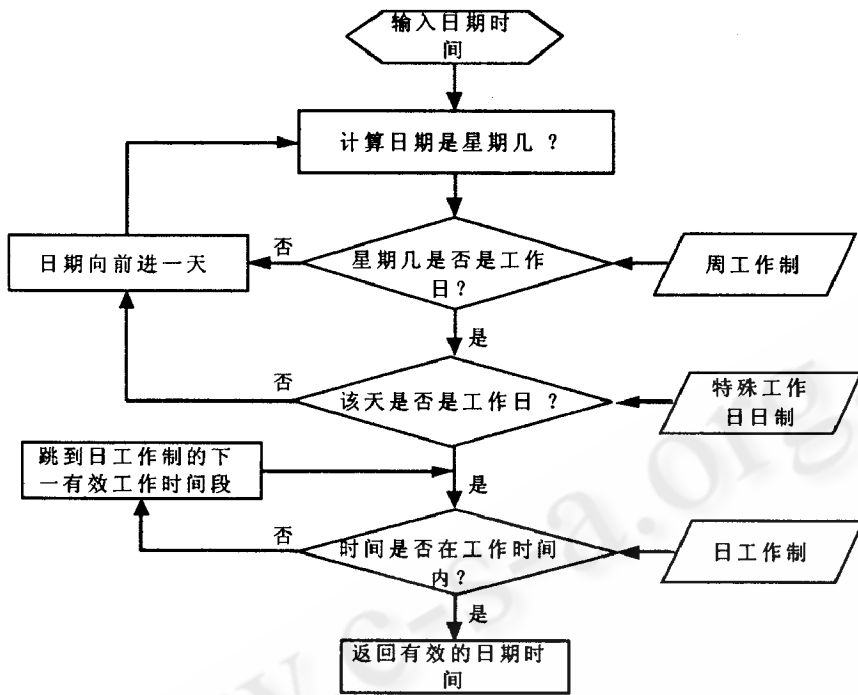 输入日期时
间
计算日期是星期几 ？
日期向前进一天
否
星期几是否是工作
日?
周工作制
是
否
该天是否是工作日 ？
特殊工作
日日制
跳到日工作制的下
一有效工作时间段
是
否
时间是否在工作时间
内?
日工作制
是
返回有效的日期时
间
c-s-a.org